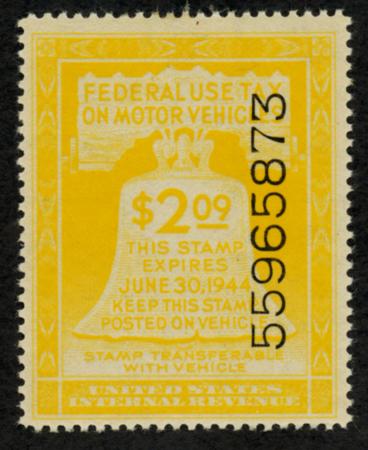 FEDERAL USE TAX
ON MOTOR VEHICLES
$2.09
THIS STAMP
EXPIRES
JUNE 30, 1944
KEEP THIS STAMP
POSTED ON VEHICLE
STAMP TRANSFERABLE
WITH VEHICLE
UNITED STATES
INTERNAL REVENUE
55965873